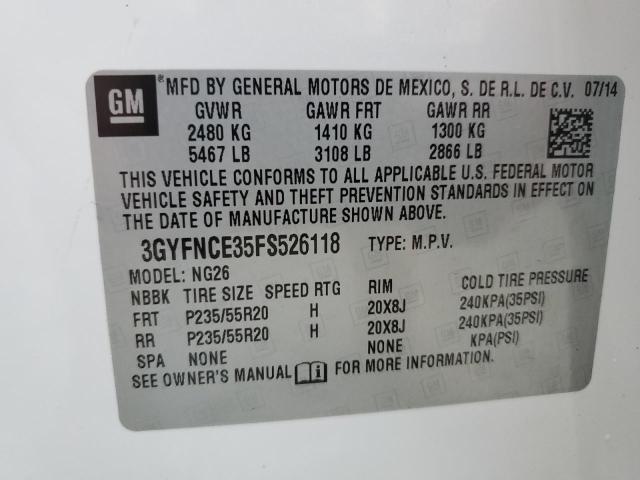 GM ® MFD BY GENERAL MOTORS DE MEXICO, S. DE R.L. DE C.V. 07/14
GVWR GAWR FRT GAWR RR
2480 KG 1410 KG 1300 KG
5467 LB 3108 LB 2866 LB
THIS VEHICLE CONFORMS TO ALL APPLICABLE U.S. FEDERAL MOTOR
VEHICLE SAFETY AND THEFT PREVENTION STANDARDS IN EFFECT ON
THE DATE OF MANUFACTURE SHOWN ABOVE.
3GYFNCE35FS526118 TYPE: M.P.V.
MODEL: NG26
NBBK TIRE SIZE SPEED RTG RIM COLD TIRE PRESSURE
FRT P235/55R20 H 20X8J 240KPA(35PSI)
RR P235/55R20 H 20X8J 240KPA(35PSI)
SPA NONE NONE KPA(PSI)
SEE OWNER'S MANUAL FOR MORE INFORMATION.